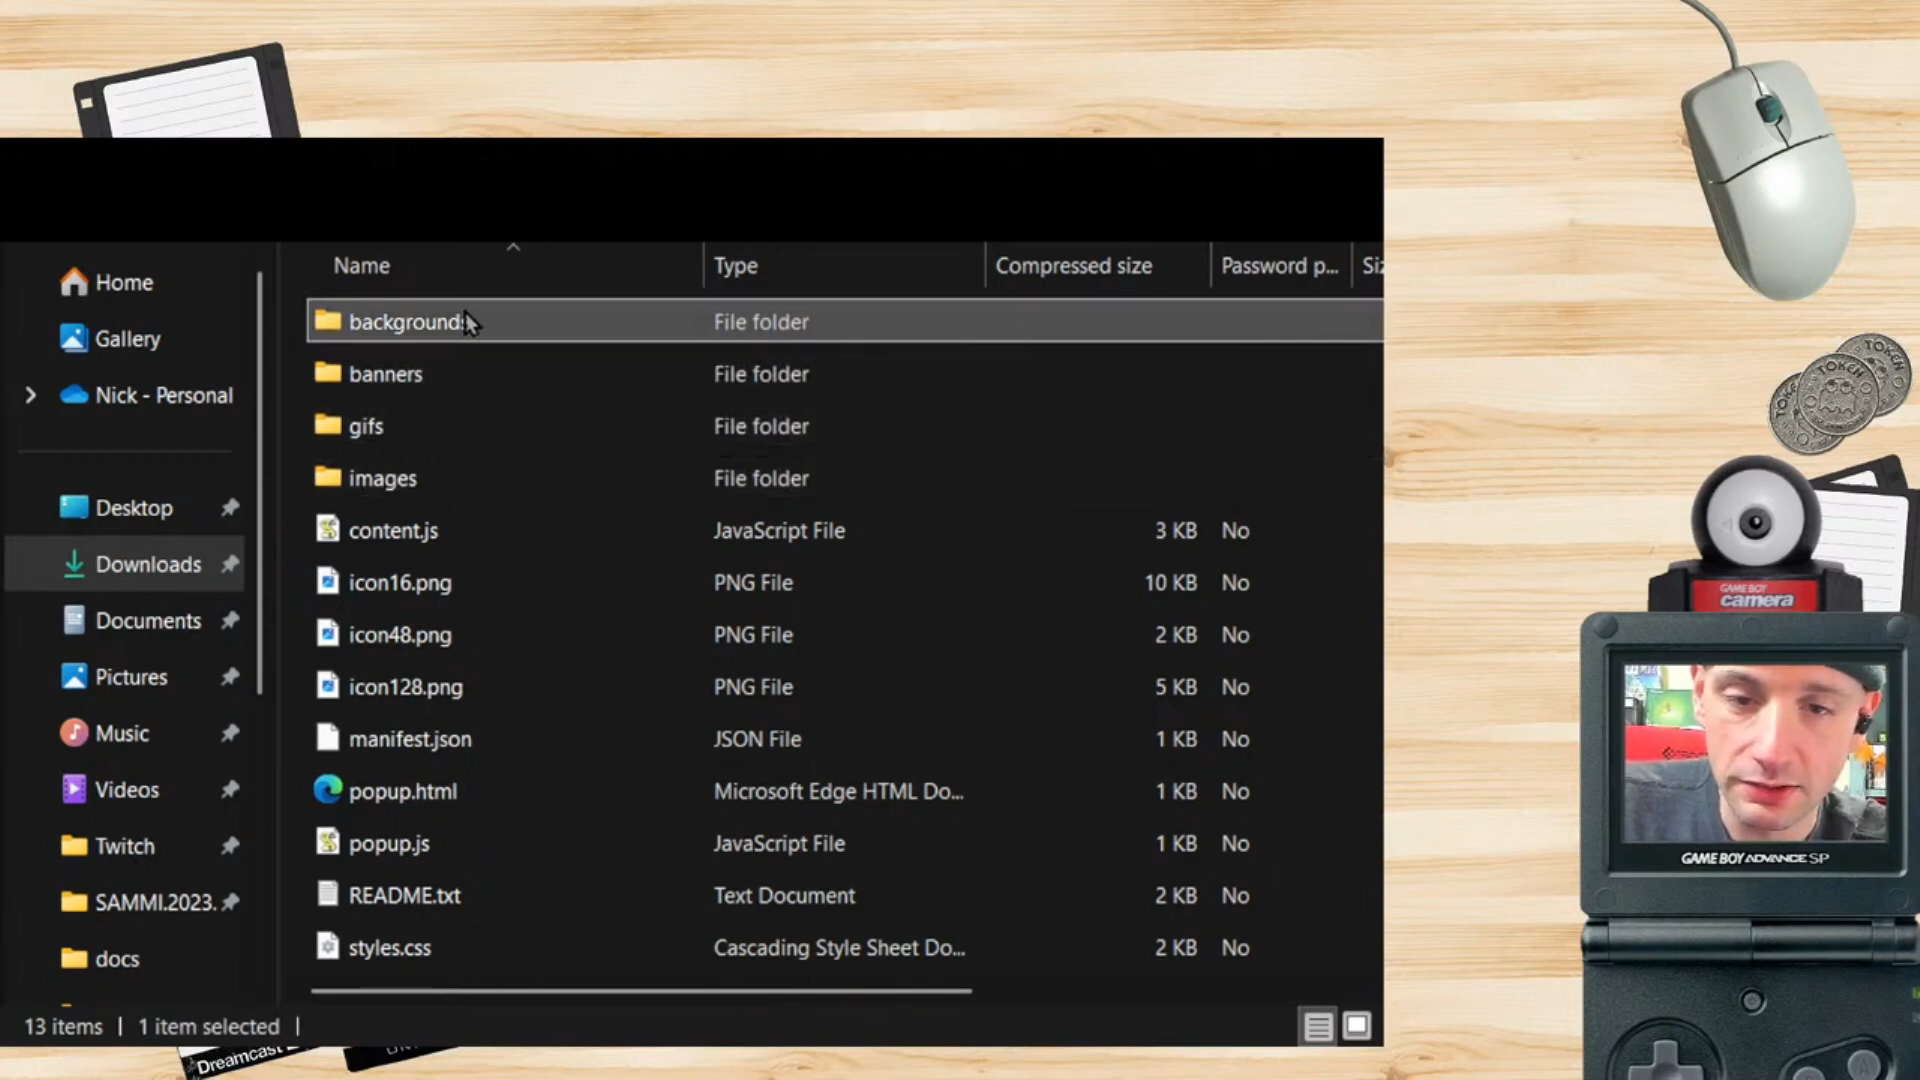 Name
Type
Compressed size
Password p...
Home
Gallery
Nick - Personal
Desktop
Downloads
Documents
Pictures
Music
Videos
Twitch
SAMMI.2023.
docs
backgrounds File folder
banners File folder
gifs File folder
images File folder
content.js JavaScript File 3 KB No
icon16.png PNG File 10 KB No
icon48.png PNG File 2 KB No
icon128.png PNG File 5 KB No
manifest.json JSON File 1 KB No
popup.html Microsoft Edge HTML Do... 1 KB No
popup.js JavaScript File 1 KB No
README.txt Text Document 2 KB No
styles.css Cascading Style Sheet Do... 2 KB No
13 items | 1 item selected |
Dreamcast
TOKEN
TOKEN
GAME BOY
camera
GAME BOY ADVANCE SP